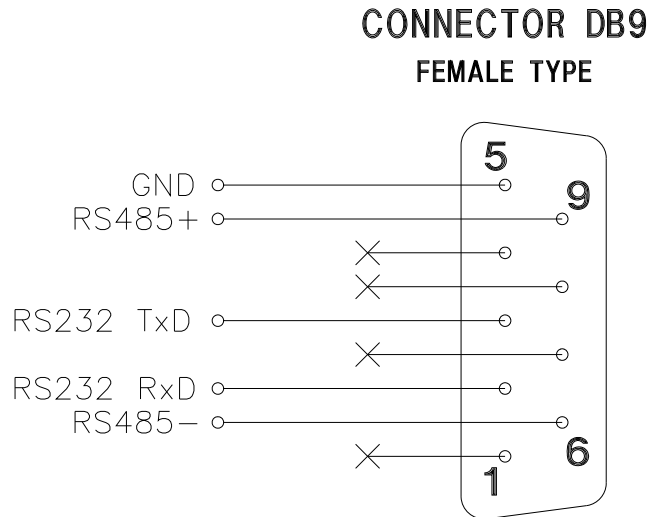 CONNECTOR DB9
FEMALE TYPE
5
GND
9
RS485+
RS232 TxD
RS232 RxD
RS485-
6
1